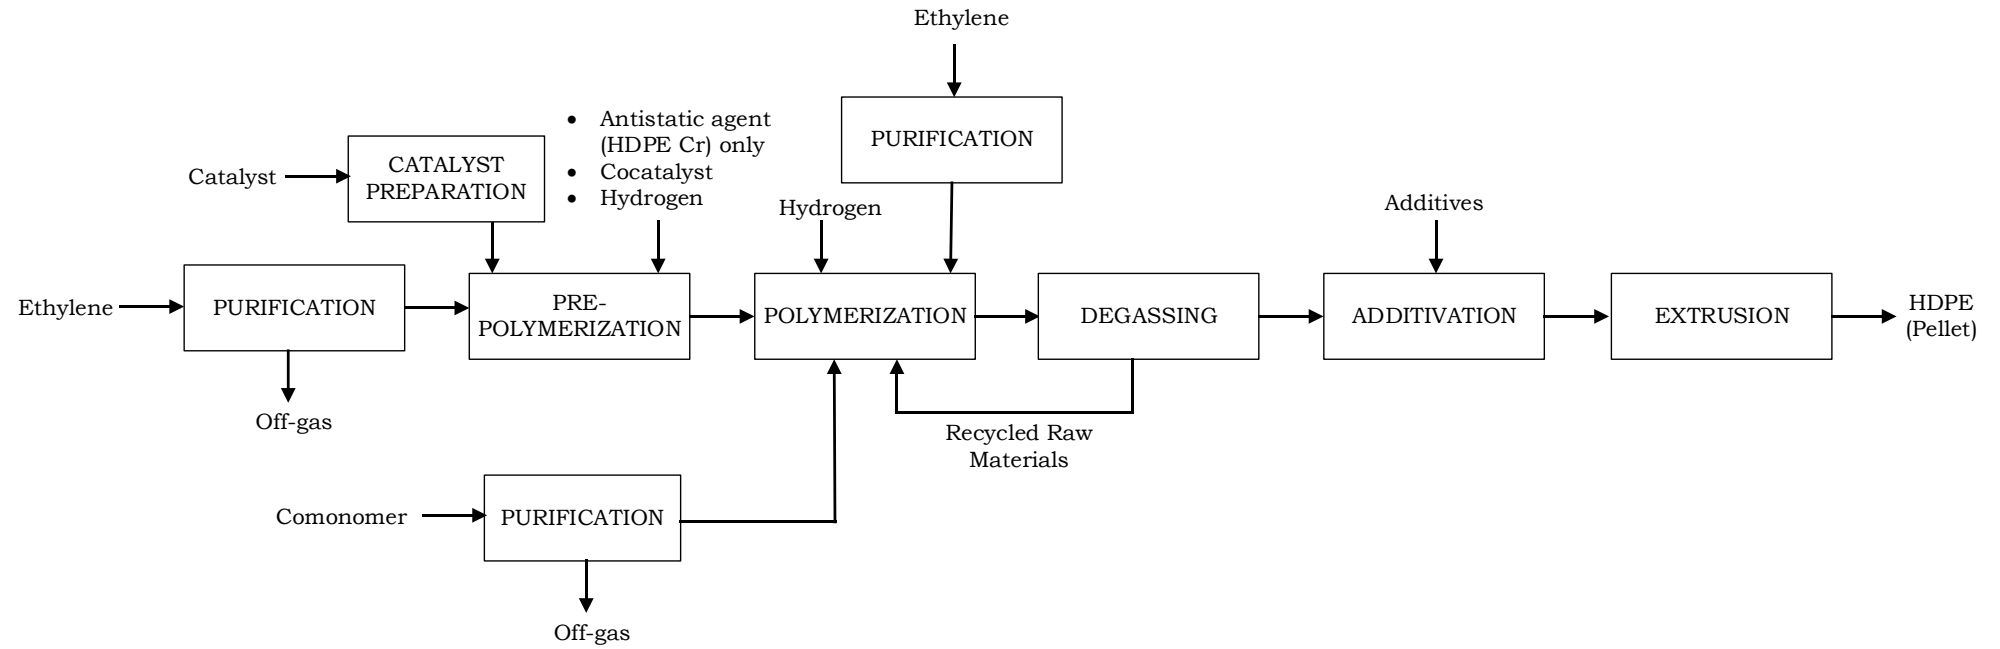 Ethylene
PURIFICATION
• Antistatic agent
(HDPE Cr) only
• Cocatalyst
• Hydrogen
Catalyst
CATALYST
PREPARATION
Hydrogen
Additives
Ethylene
PURIFICATION
PRE-
POLYMERIZATION
POLYMERIZATION
DEGASSING
ADDITIVATION
EXTRUSION
HDPE
(Pellet)
Off-gas
Recycled Raw
Materials
Comonomer
PURIFICATION
Off-gas